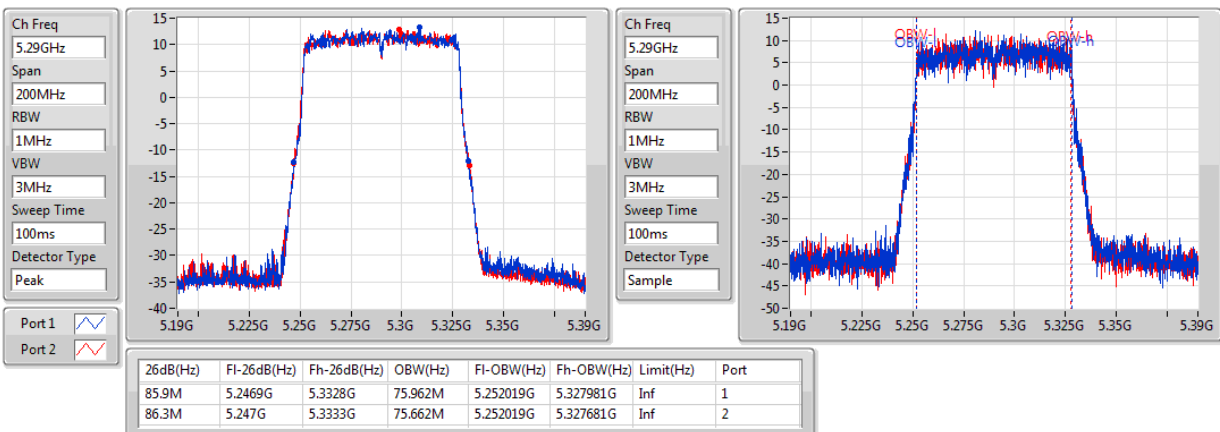 Ch Freq
5.29GHz
Span
200MHz
RBW
1MHz
VBW
3MHz
Sweep Time
100ms
Detector Type
Peak
Port 1
Port 2
15
10
5
0
-5
-10
-15
-20
-25
-30
-35
-40
5.19G 5.225G 5.25G 5.275G 5.3G 5.325G 5.35G 5.39G
Ch Freq
5.29GHz
Span
200MHz
RBW
1MHz
VBW
3MHz
Sweep Time
100ms
Detector Type
Sample
15
10
5
0
-5
-10
-15
-20
-25
-30
-35
-40
-45
-50
OBW-l OBW-h
OBW-l OBW-h
5.19G 5.225G 5.25G 5.275G 5.3G 5.325G 5.35G 5.39G
26dB(Hz) Fl-26dB(Hz) Fh-26dB(Hz) OBW(Hz) Fl-OBW(Hz) Fh-OBW(Hz) Limit(Hz) Port
85.9M 5.2469G 5.3328G 75.962M 5.252019G 5.327981G Inf 1
86.3M 5.247G 5.3333G 75.662M 5.252019G 5.327681G Inf 2